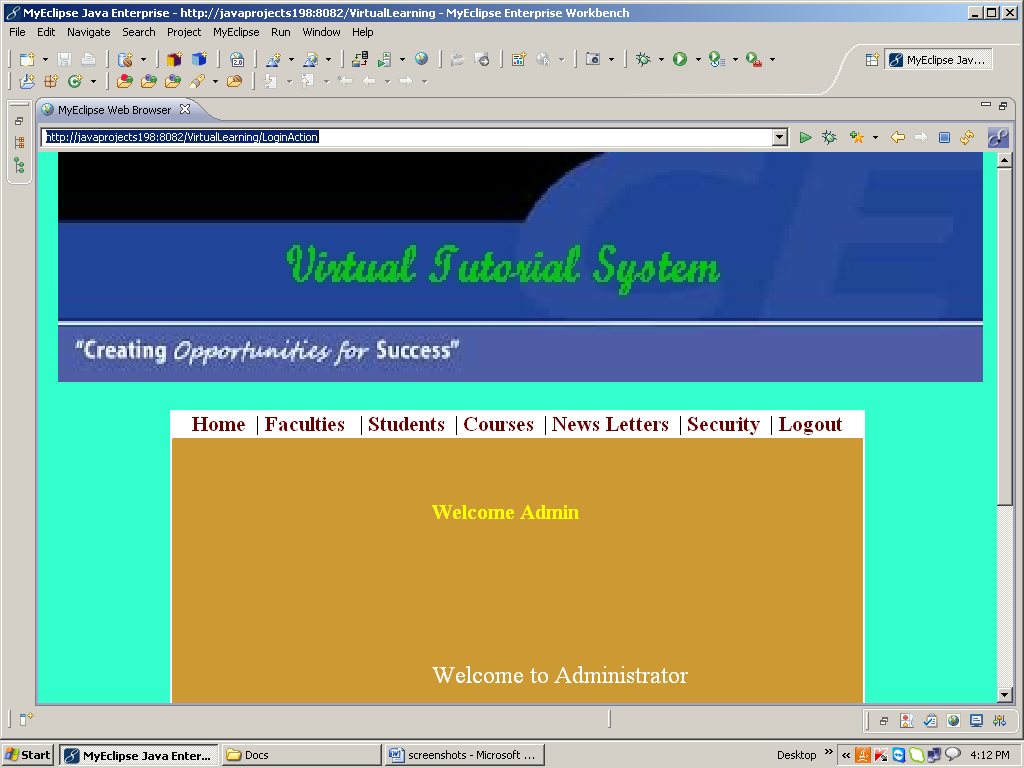 MyEclipse Java Enterprise - http://javaprojects198:8082/VirtualLearning - MyEclipse Enterprise Workbench
File Edit Navigate Search Project MyEclipse Run Window Help
2.0
MyEclipse Jav...
MyEclipse Web Browser
http://javaprojects198:8082/VirtualLearning/LoginAction
CE
Virtual Tutorial System
"Creating Opportunities for Success"
Home | Faculties | Students | Courses | News Letters | Security | Logout
Welcome Admin
Welcome to Administrator
Start MyEclipse Java Enter... Docs screenshots - Microsoft ... Desktop » « 4:12 PM